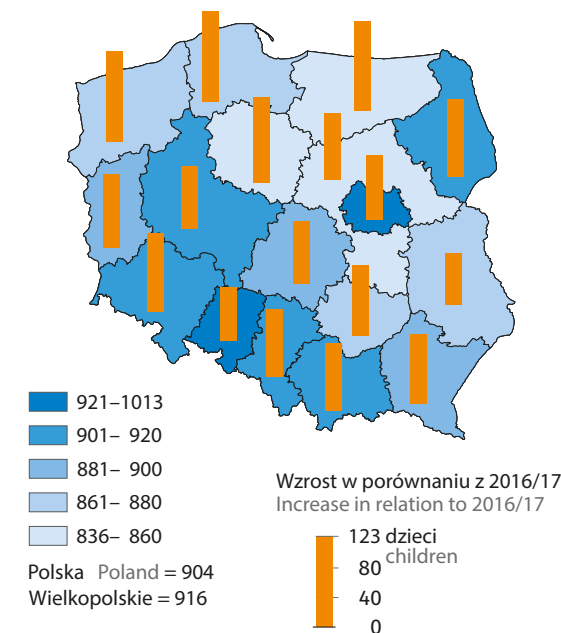 921–1013
901– 920
881– 900
861– 880
836– 860
Polska Poland = 904
Wielkopolskie = 916
Wzrost w porównaniu z 2016/17
Increase in relation to 2016/17
123 dzieci
children
80
40
0